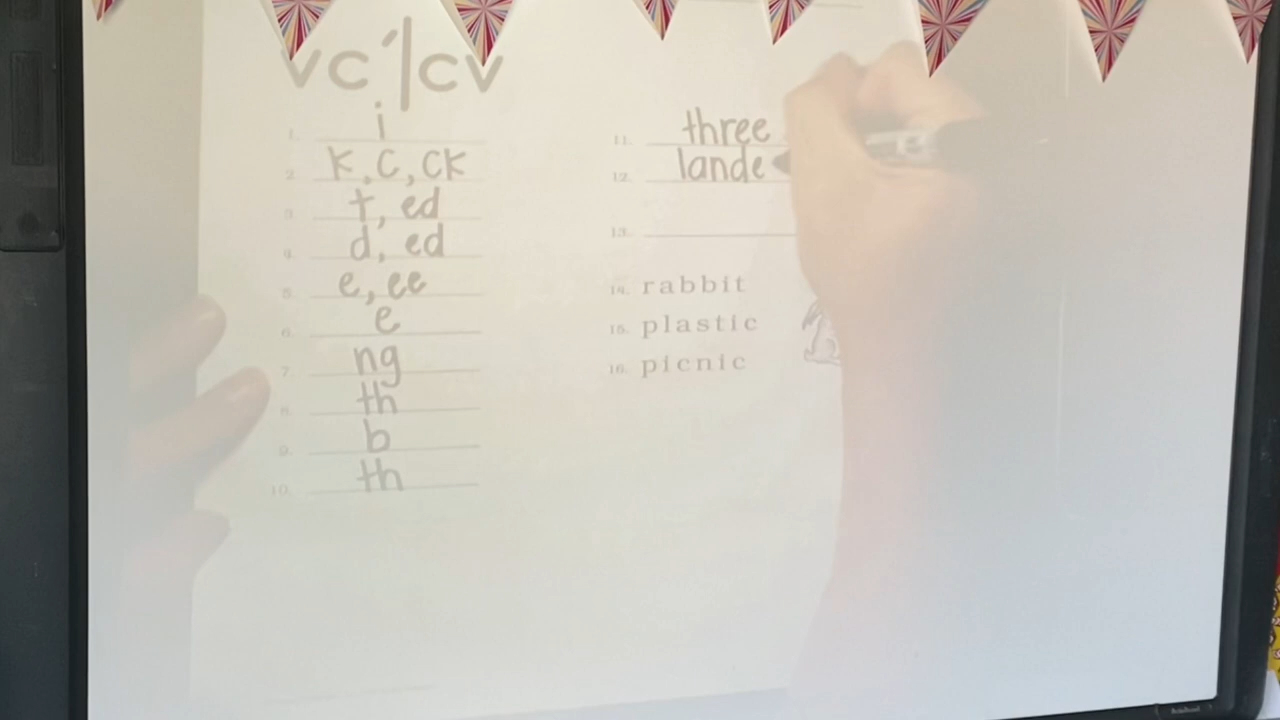 vc'|cv
1. i
2. k, c, ck
3. t, ed
4. d, ed
5. e, ee
6. e
7. ng
8. th
9. b
10. th
11. three
12. lande
13.
14. rabbit
15. plastic
16. picnic